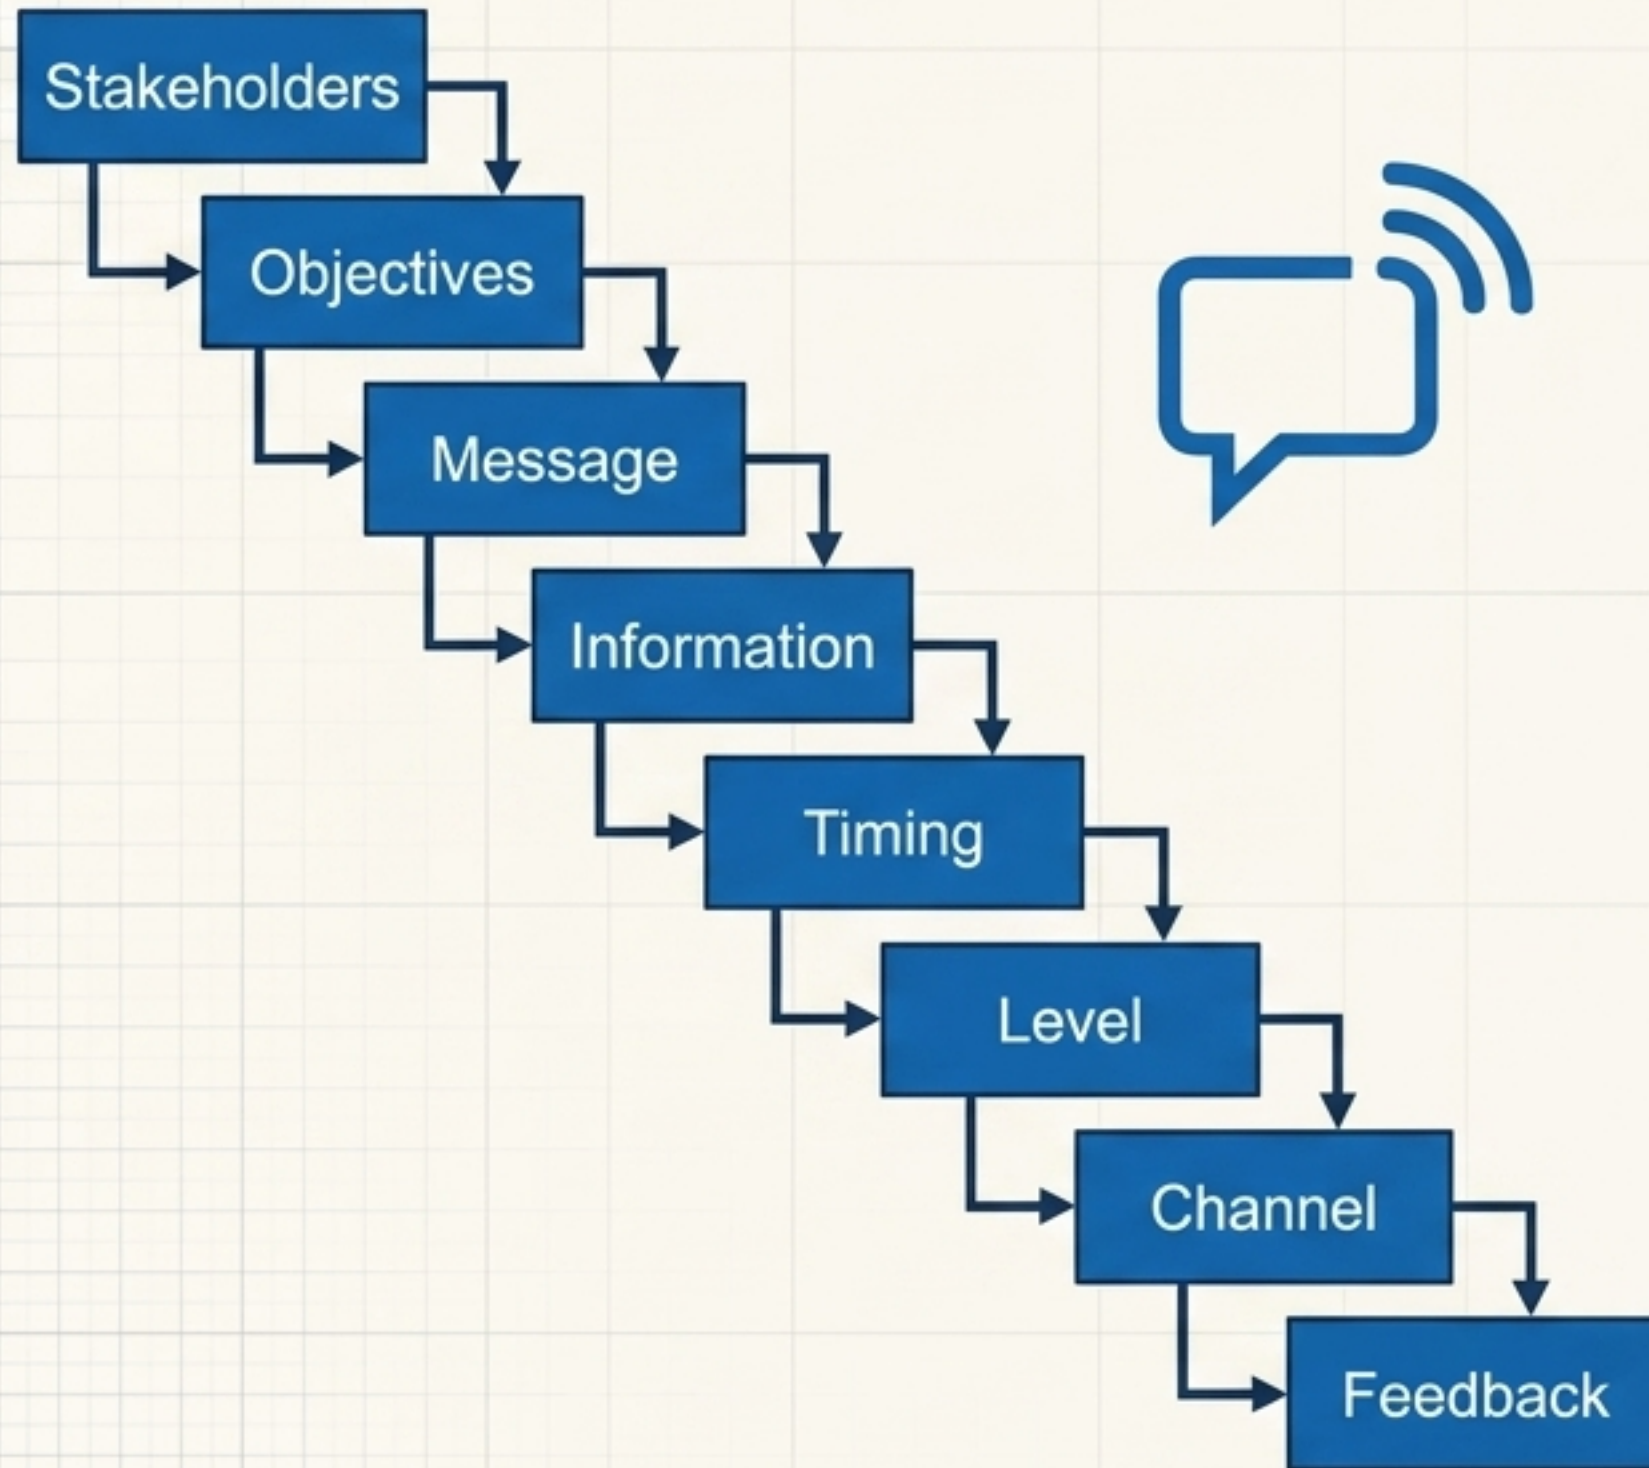 Stakeholders
Objectives
Message
Information
Timing
Level
Channel
Feedback